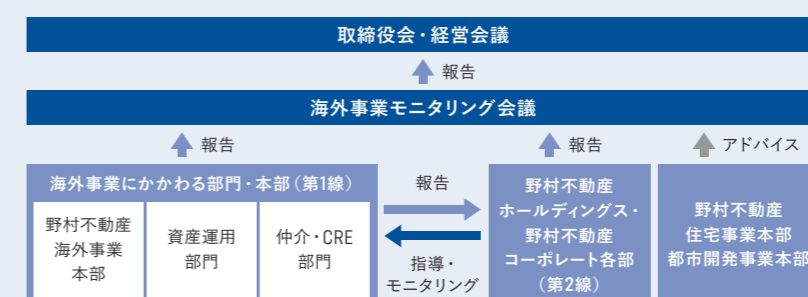 取締役会・経営会議
報告
海外事業モニタリング会議
報告
報告
アドバイス
海外事業にかかわる部門・本部（第1線）
野村不動産
海外事業
本部
資産運用
部門
仲介・CRE
部門
報告
指導・
モニタリング
野村不動産
ホールディングス・
野村不動産
コーポレート各部
（第2線）
野村不動産
住宅事業本部
都市開発事業本部